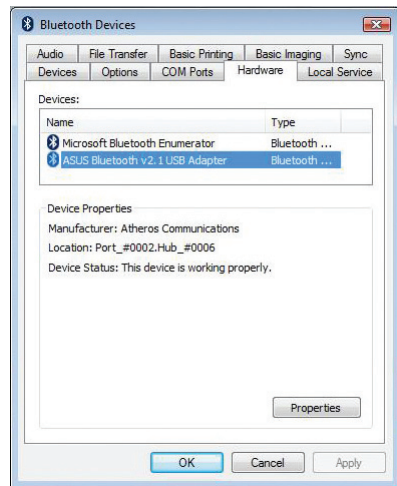 Bluetooth Devices
Audio File Transfer Basic Printing Basic Imaging Sync
Devices Options COM Ports Hardware Local Service
Devices:
Name Type
Microsoft Bluetooth Enumerator Bluetooth ...
ASUS Bluetooth v2.1 USB Adapter Bluetooth ...
Device Properties
Manufacturer: Atheros Communications
Location: Port_#0002.Hub_#0006
Device Status: This device is working properly.
Properties
OK Cancel Apply